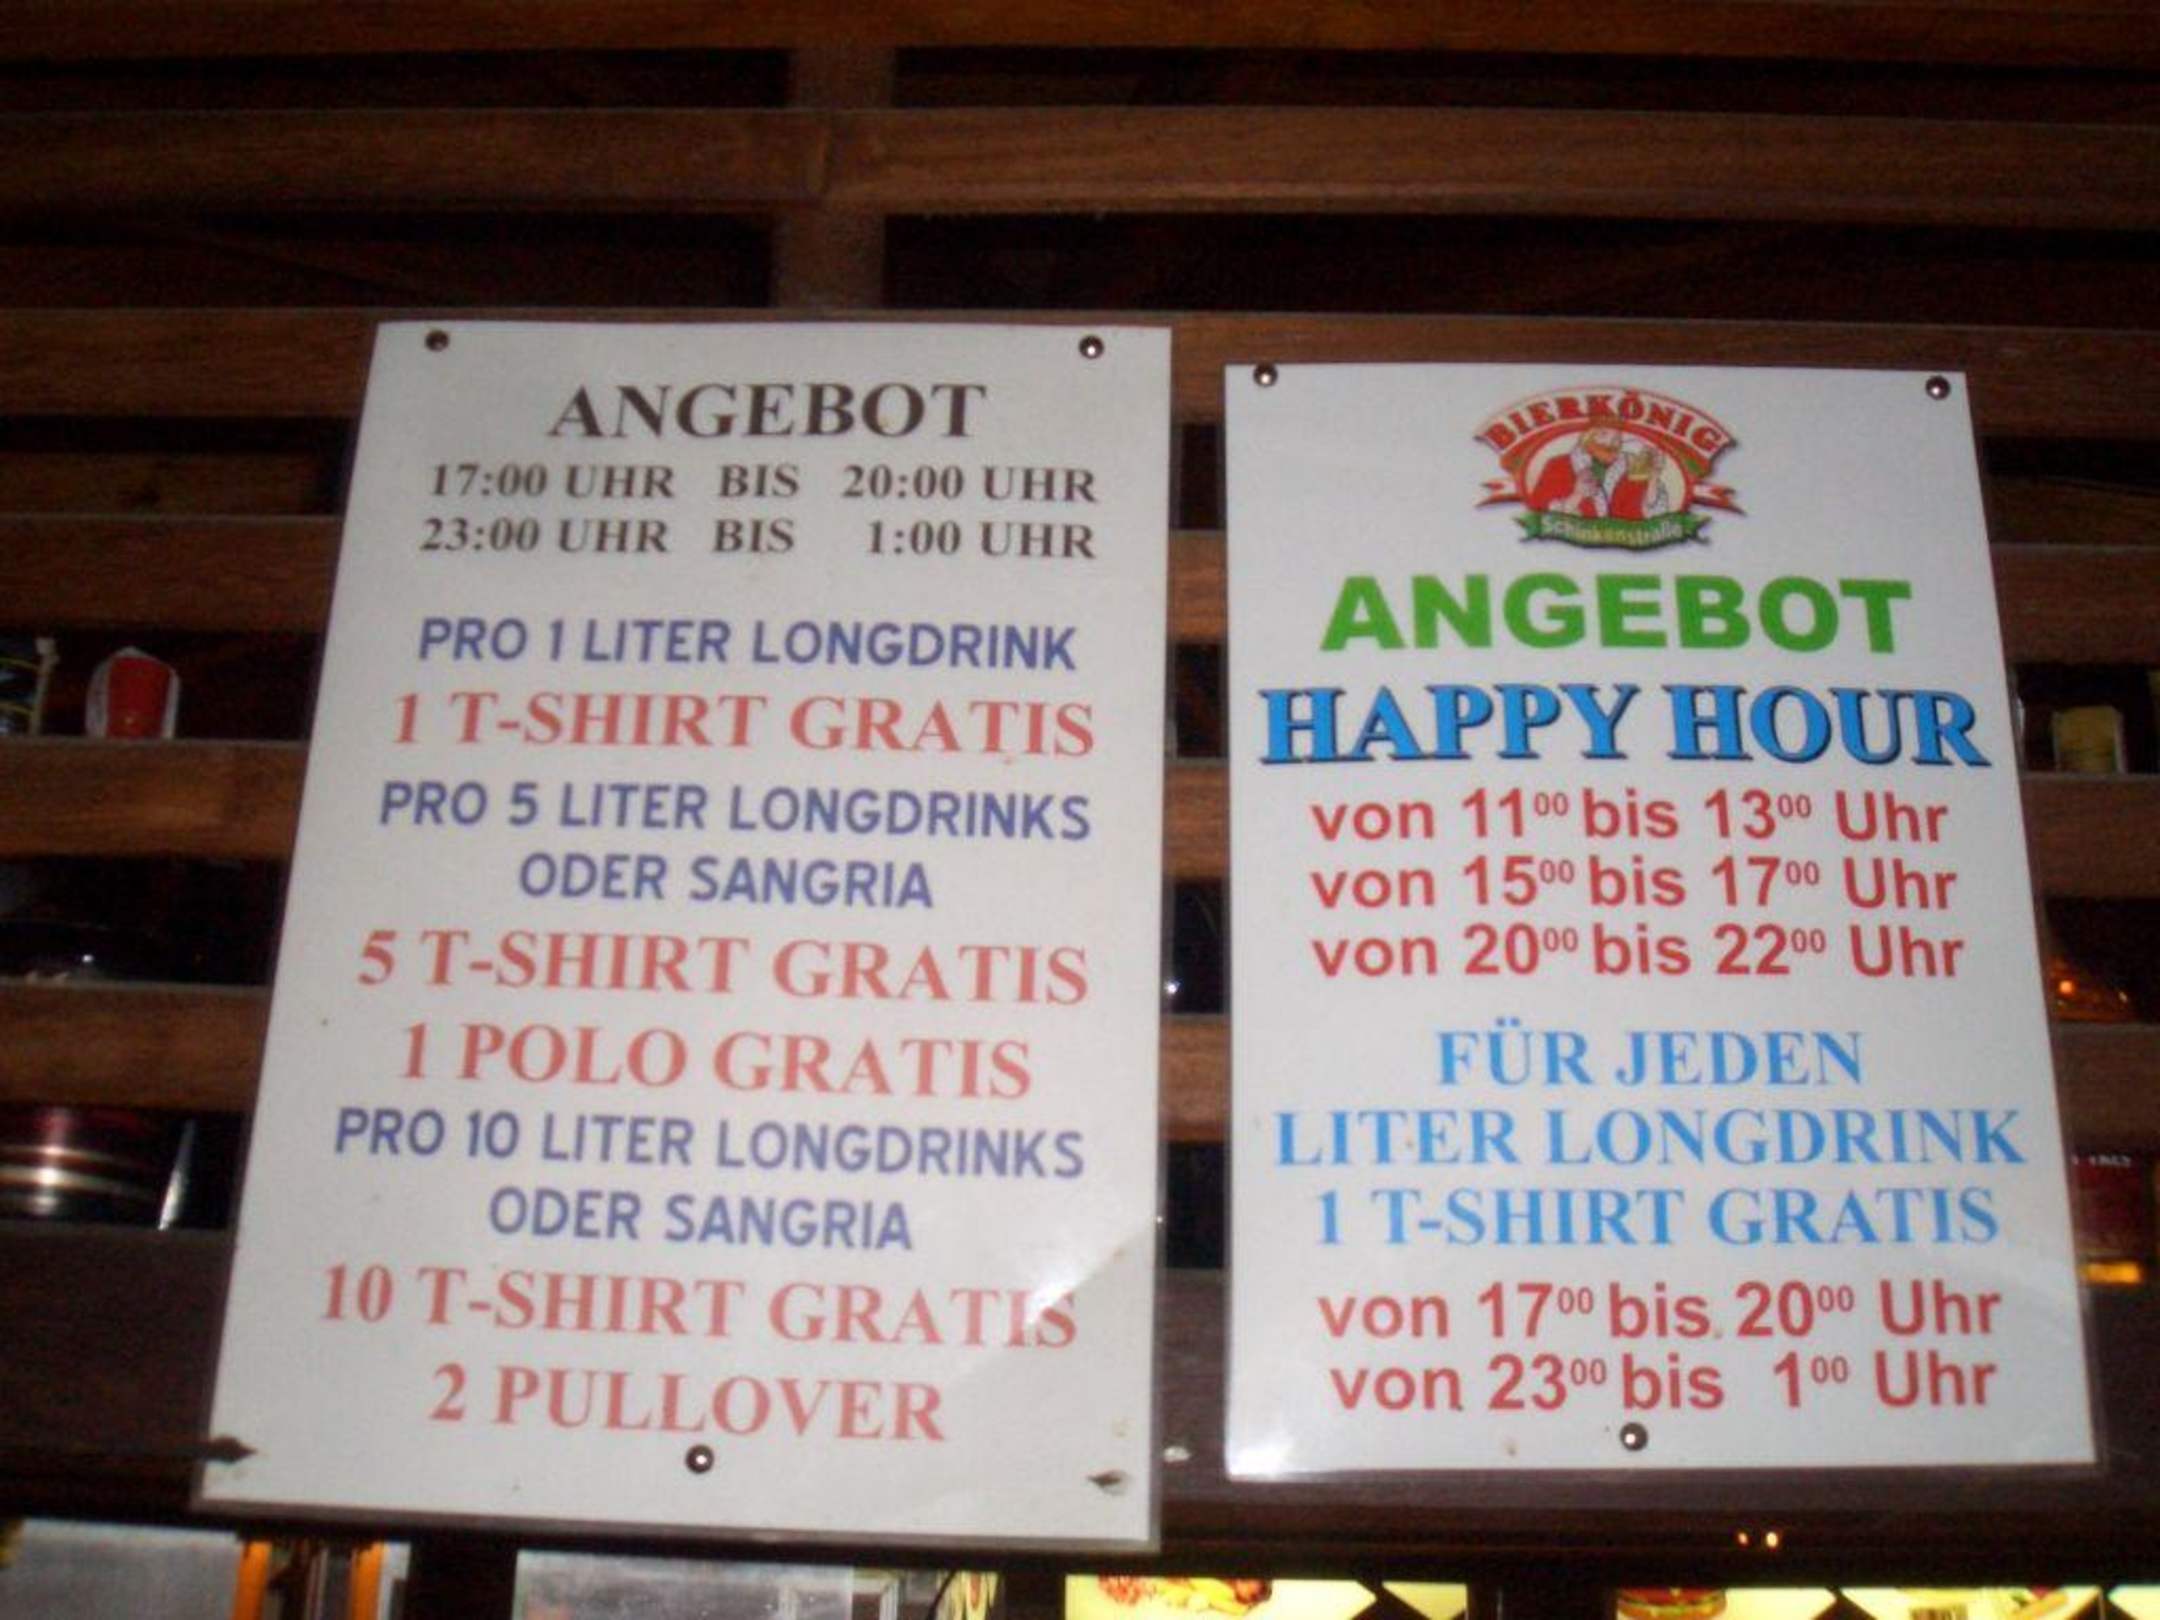 ANGEBOT
17:00 UHR BIS 20:00 UHR
23:00 UHR BIS 1:00 UHR
PRO 1 LITER LONGDRINK
1 T-SHIRT GRATIS
PRO 5 LITER LONGDRINKS
ODER SANGRIA
5 T-SHIRT GRATIS
1 POLO GRATIS
PRO 10 LITER LONGDRINKS
ODER SANGRIA
10 T-SHIRT GRATIS
2 PULLOVER
BIERKÖNIG
Schinkenstraße
ANGEBOT
HAPPY HOUR
von 11⁰⁰ bis 13⁰⁰ Uhr
von 15⁰⁰ bis 17⁰⁰ Uhr
von 20⁰⁰ bis 22⁰⁰ Uhr
FÜR JEDEN
LITER LONGDRINK
1 T-SHIRT GRATIS
von 17⁰⁰ bis 20⁰⁰ Uhr
von 23⁰⁰ bis 1⁰⁰ Uhr